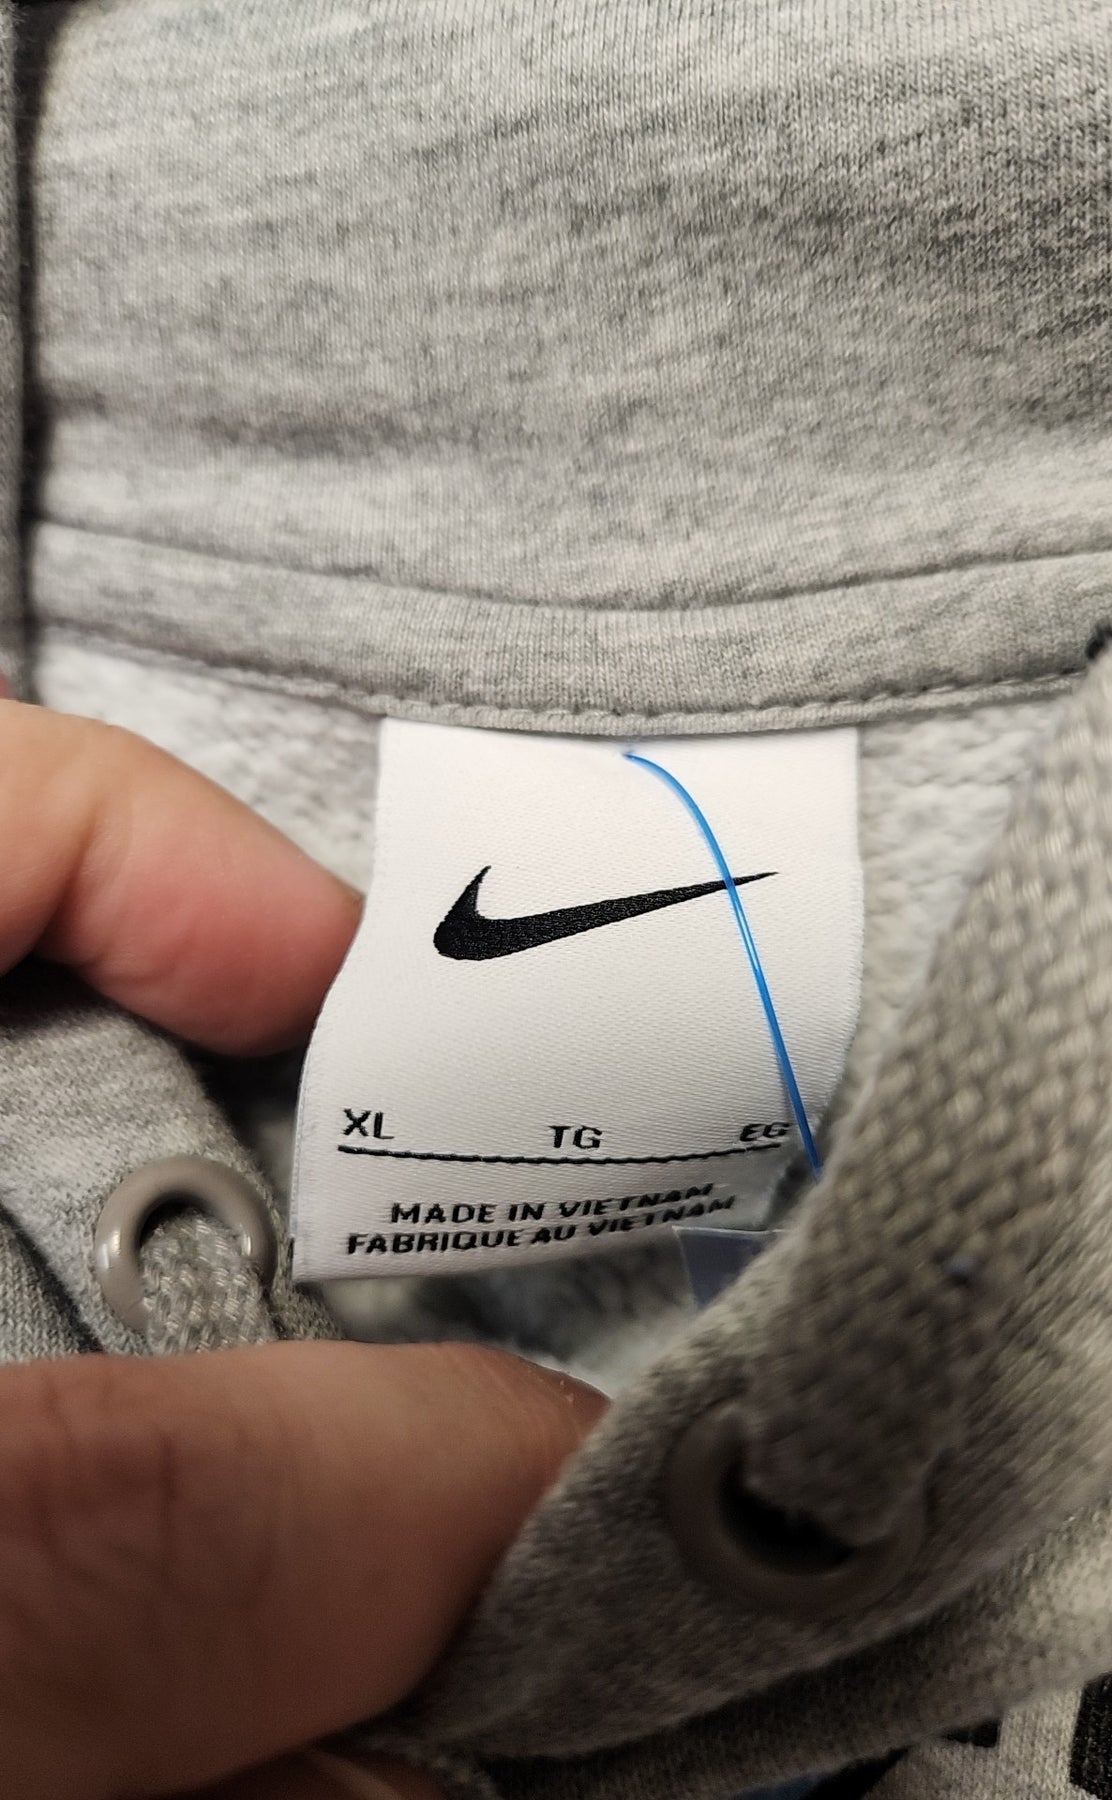 XL TG EG
MADE IN VIETNAM
FABRIQUE AU VIETNAM